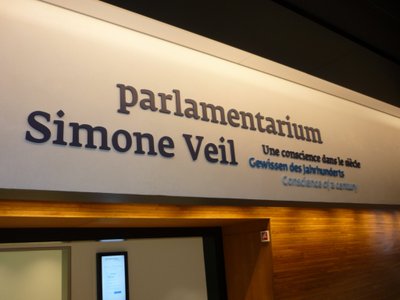 parlamentarium
Simone Veil
Une conscience dans le siècle
Gewissen des Jahrhunderts
Conscience of a century